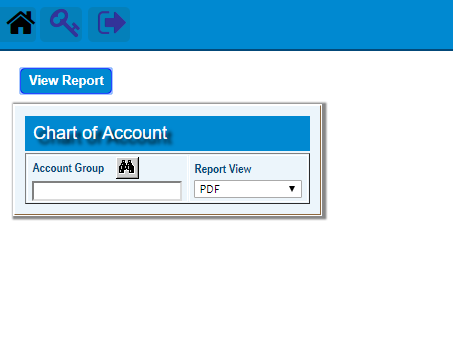 View Report
Chart of Account
Account Group
Report View
PDF